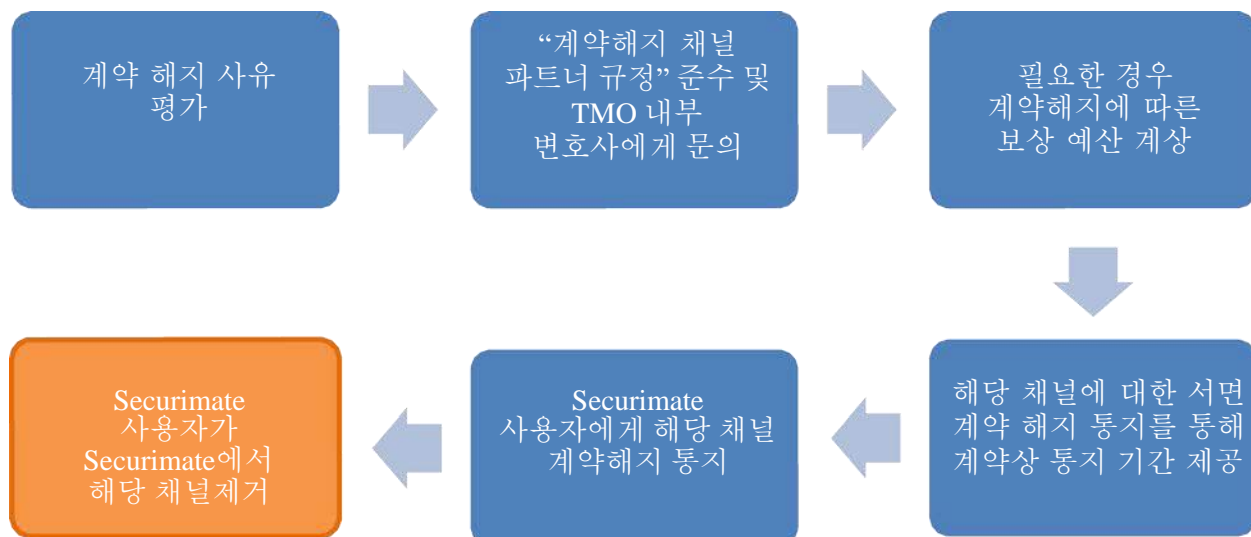 계약 해지 사유
평가
“계약해지 채널
파트너 규정” 준수 및
TMO 내부
변호사에게 문의
필요한 경우
계약해지에 따른
보상 예산 계상
해당 채널에 대한 서면
계약 해지 통지를 통해
계약상 통지 기간 제공
Securimate
사용자에게 해당 채널
계약해지 통지
Securimate
사용자가
Securimate에서
해당 채널제거